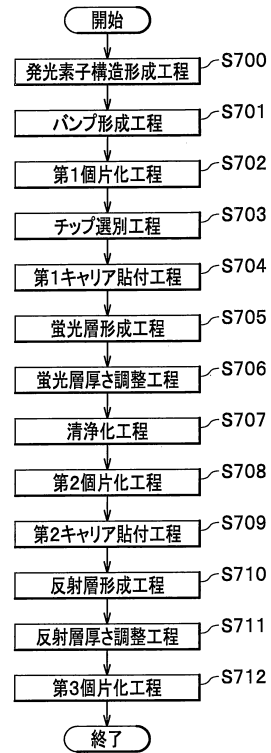 開始
発光素子構造形成工程 S700
バンプ形成工程 S701
第1個片化工程 S702
チップ選別工程 S703
第1キャリア貼付工程 S704
蛍光層形成工程 S705
蛍光層厚さ調整工程 S706
清浄化工程 S707
第2個片化工程 S708
第2キャリア貼付工程 S709
反射層形成工程 S710
反射層厚さ調整工程 S711
第3個片化工程 S712
終了